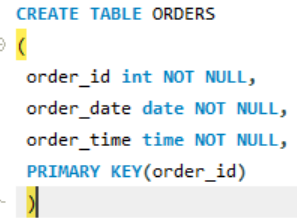 CREATE TABLE ORDERS
(
order_id int NOT NULL,
order_date date NOT NULL,
order_time time NOT NULL,
PRIMARY KEY(order_id)
)